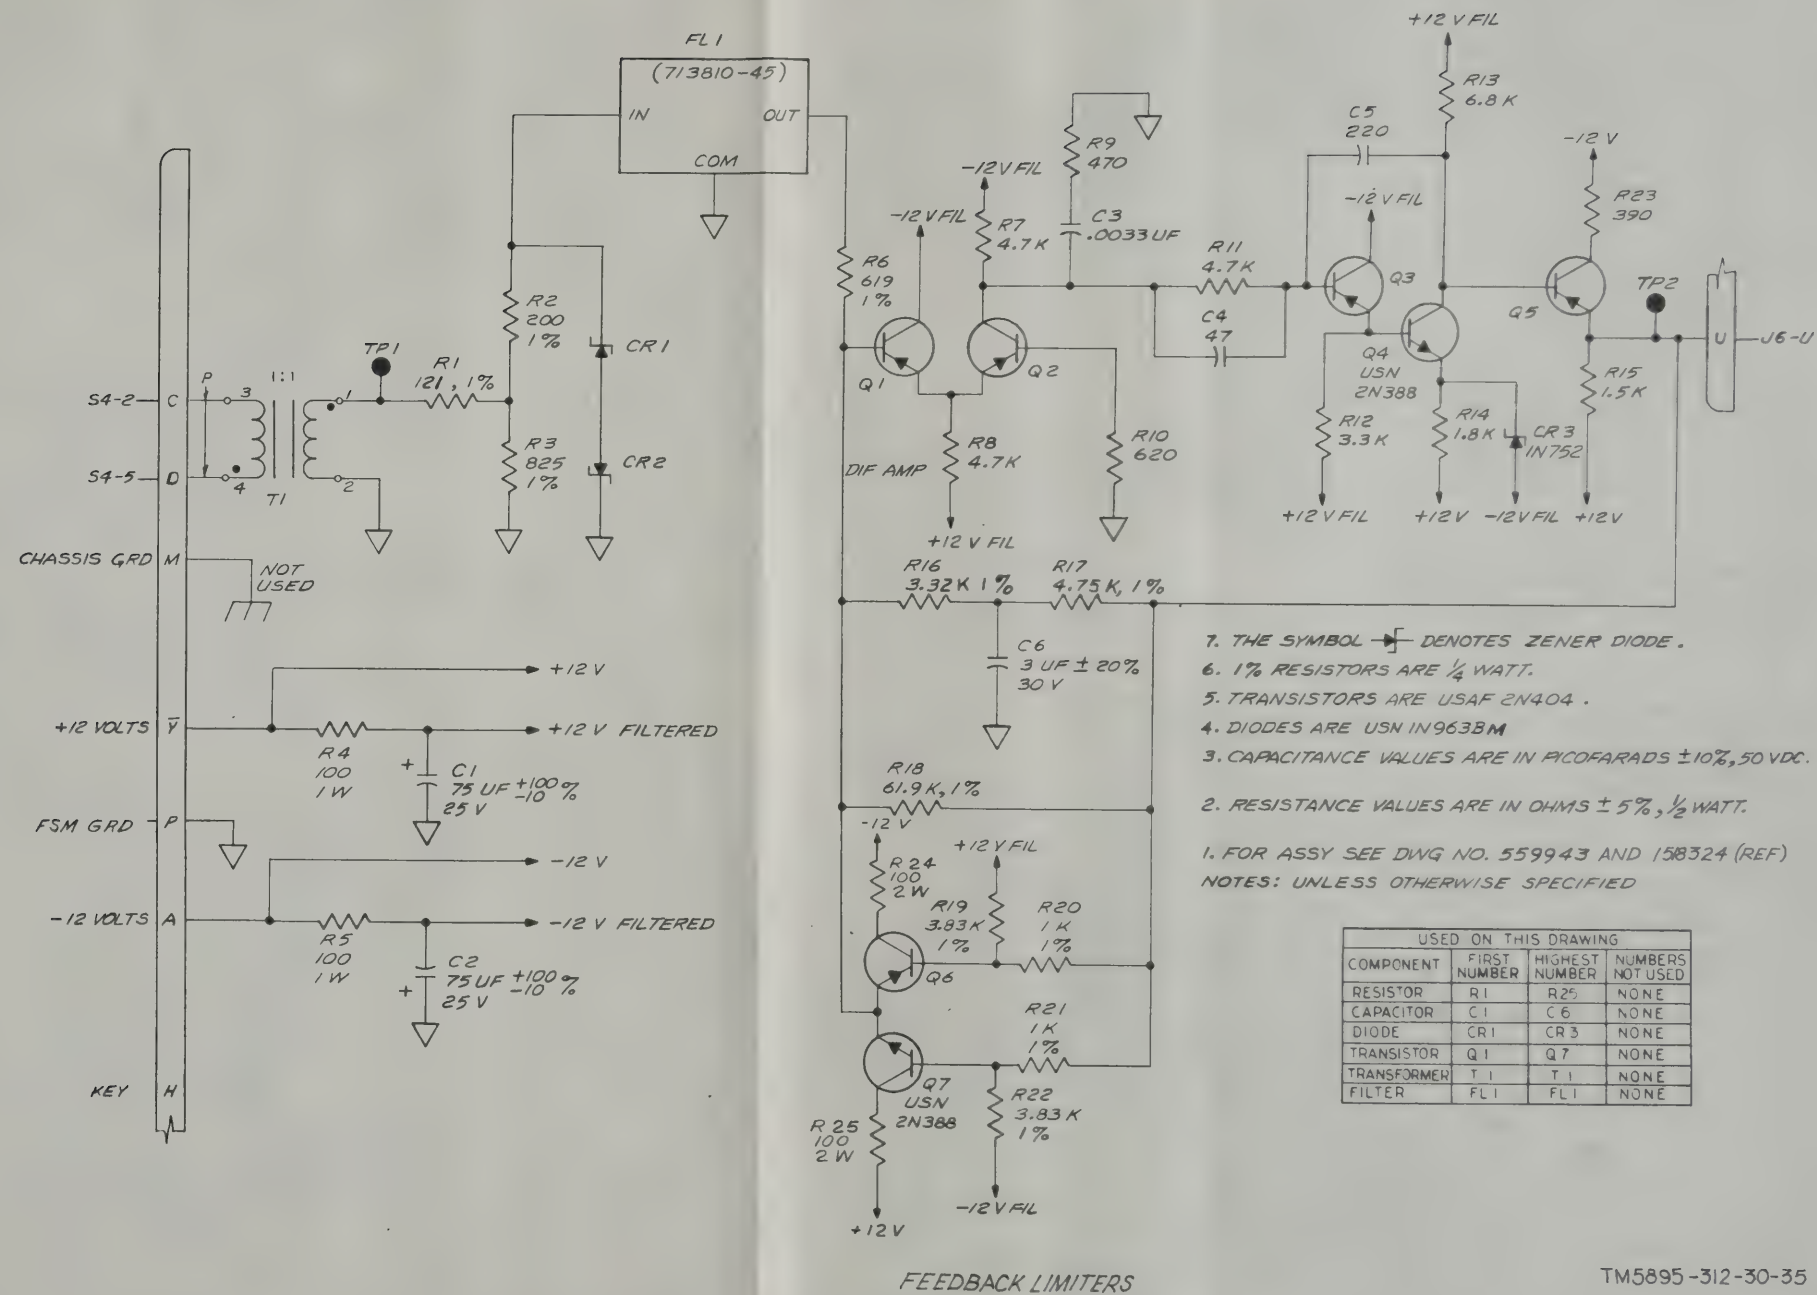 +12 V FIL
FL1
(713810-45)
IN
OUT
COM
R13
6.8 K
C5
220
-12 V
R9
470
-12 V FIL
-12 V FIL
R23
390
-12 V FIL
R7
4.7 K
C3
.0033 UF
R11
4.7 K
R6
619
1%
Q3
TP2
R2
200
1%
C4
47
Q5
CR1
U
J6-U
TP1
R1
121, 1%
Q1
Q2
Q4
USN
2N388
R15
1.5 K
P
3
1:1
1
S4-2
C
R12
3.3 K
R14
1.8 K
CR3
1N752
R3
825
1%
CR2
R8
4.7 K
R10
620
DIF AMP
S4-5
D
4
T1
2
+12 V FIL
+12 V
-12 V FIL
+12 V
+12 V FIL
CHASSIS GRD
M
NOT
USED
R16
3.32 K 1%
R17
4.75 K, 1%
7. THE SYMBOL DENOTES ZENER DIODE.
C6
3 UF ± 20%
30 V
6. 1% RESISTORS ARE 1/4 WATT.
+12 V
5. TRANSISTORS ARE USAF 2N404.
+12 VOLTS
Y
+12 V FILTERED
4. DIODES ARE USN 1N963BM
R4
100
1 W
+
C1
75 UF +100 -10 %
25 V
3. CAPACITANCE VALUES ARE IN PICOFARADS ±10%, 50 VDC.
R18
61.9 K, 1%
2. RESISTANCE VALUES ARE IN OHMS ± 5%, 1/2 WATT.
FSM GRD
P
-12 V
+12 V FIL
1. FOR ASSY SEE DWG NO. 559943 AND 158324 (REF)
-12 V
R 24
100
2 W
NOTES: UNLESS OTHERWISE SPECIFIED
-12 VOLTS
A
-12 V FILTERED
R19
3.83 K
1%
R20
1 K
1%
R5
100
1 W
+
C2
75 UF +100 -10 %
25 V
Q6
R21
1 K
1%
USED ON THIS DRAWING
COMPONENT FIRST NUMBER HIGHEST NUMBER NUMBERS NOT USED
RESISTOR R1 R25 NONE
CAPACITOR C1 C6 NONE
DIODE CR1 CR3 NONE
TRANSISTOR Q1 Q7 NONE
TRANSFORMER T1 T1 NONE
FILTER FL1 FL1 NONE
KEY
H
Q7
USN
2N388
R22
3.83 K
1%
R 25
100
2 W
-12 V FIL
+12 V
FEEDBACK LIMITERS
TM5895-312-30-35